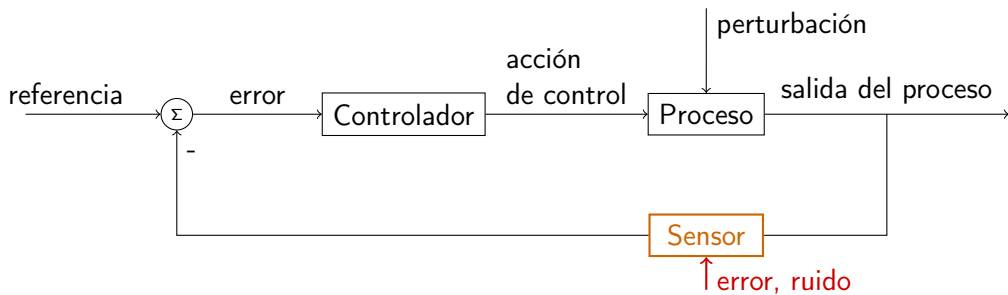 perturbación
acción
de control
salida del proceso
referencia
error
Σ
Controlador
Proceso
-
Sensor
error, ruido